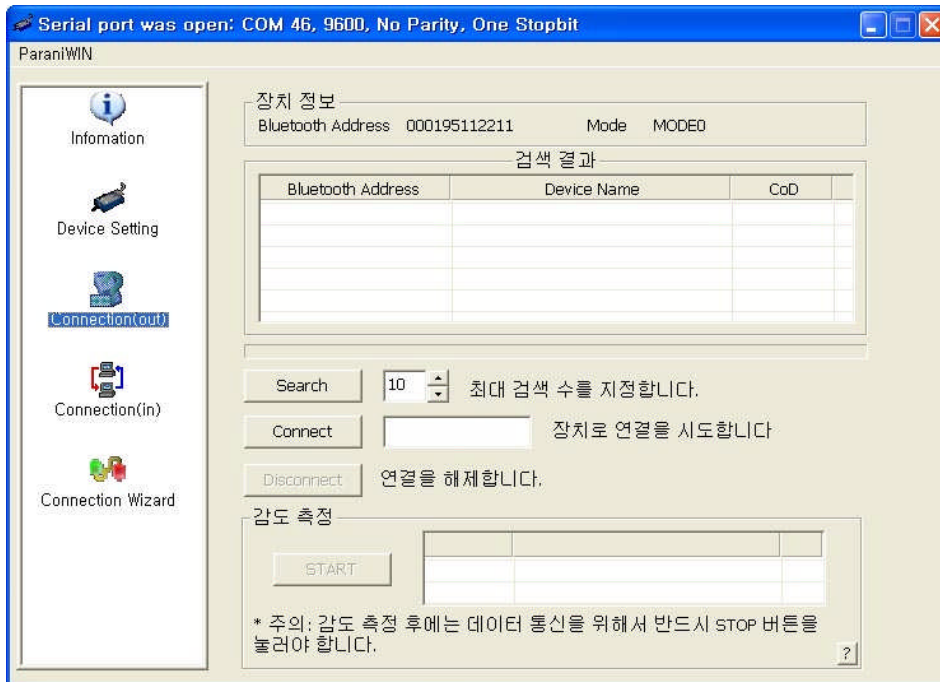 Serial port was open: COM 46, 9600, No Parity, One Stopbit
ParaniWIN
Infomation
Device Setting
Connection(out)
Connection(in)
Connection Wizard
장치 정보
Bluetooth Address 000195112211 Mode MODE0
검색 결과
Bluetooth Address Device Name CoD
Search 10 최대 검색 수를 지정합니다.
Connect 장치로 연결을 시도합니다
Disconnect 연결을 해제합니다.
감도 측정
START
* 주의: 감도 측정 후에는 데이터 통신을 위해서 반드시 STOP 버튼을
눌러야 합니다.
?